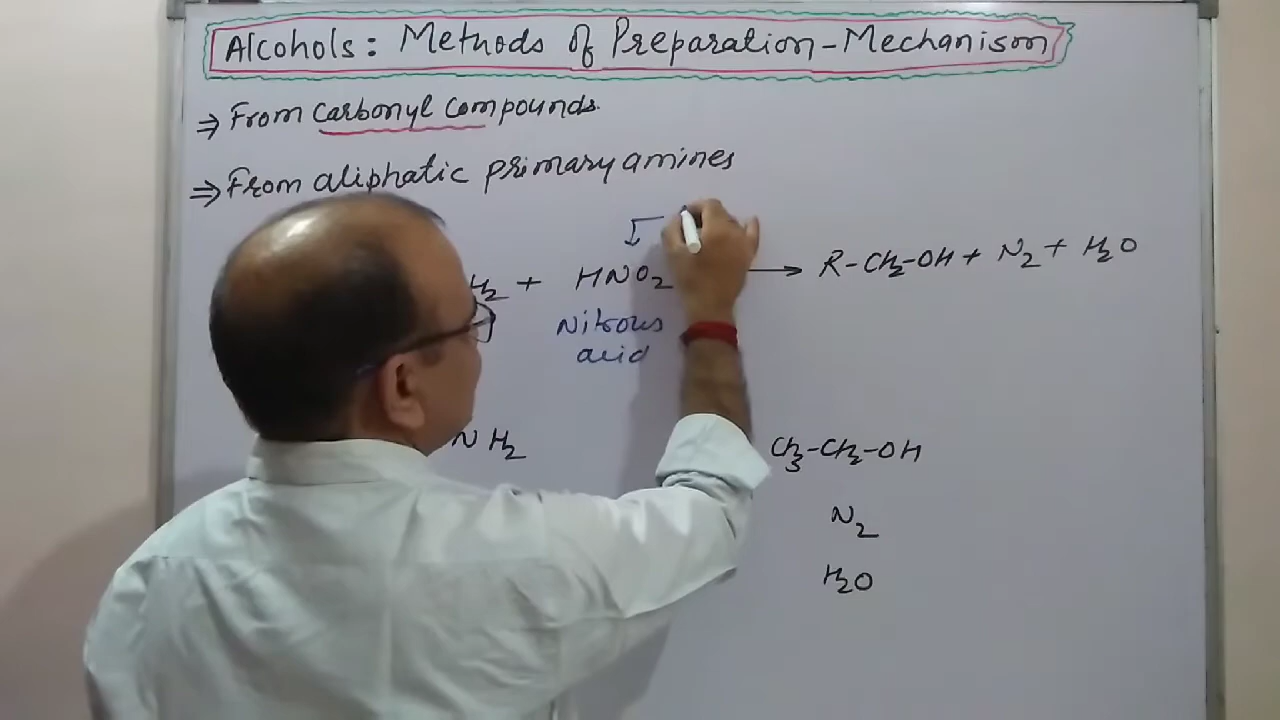 Alcohols: Methods of Preparation-Mechanism
⇒ From carbonyl compounds.
⇒ From aliphatic primary amines
H₂ + HNO₂ → R-CH₂-OH + N₂ + H₂O
Nitrous
acid
NH₂ CH₃-CH₂-OH
N₂
H₂O